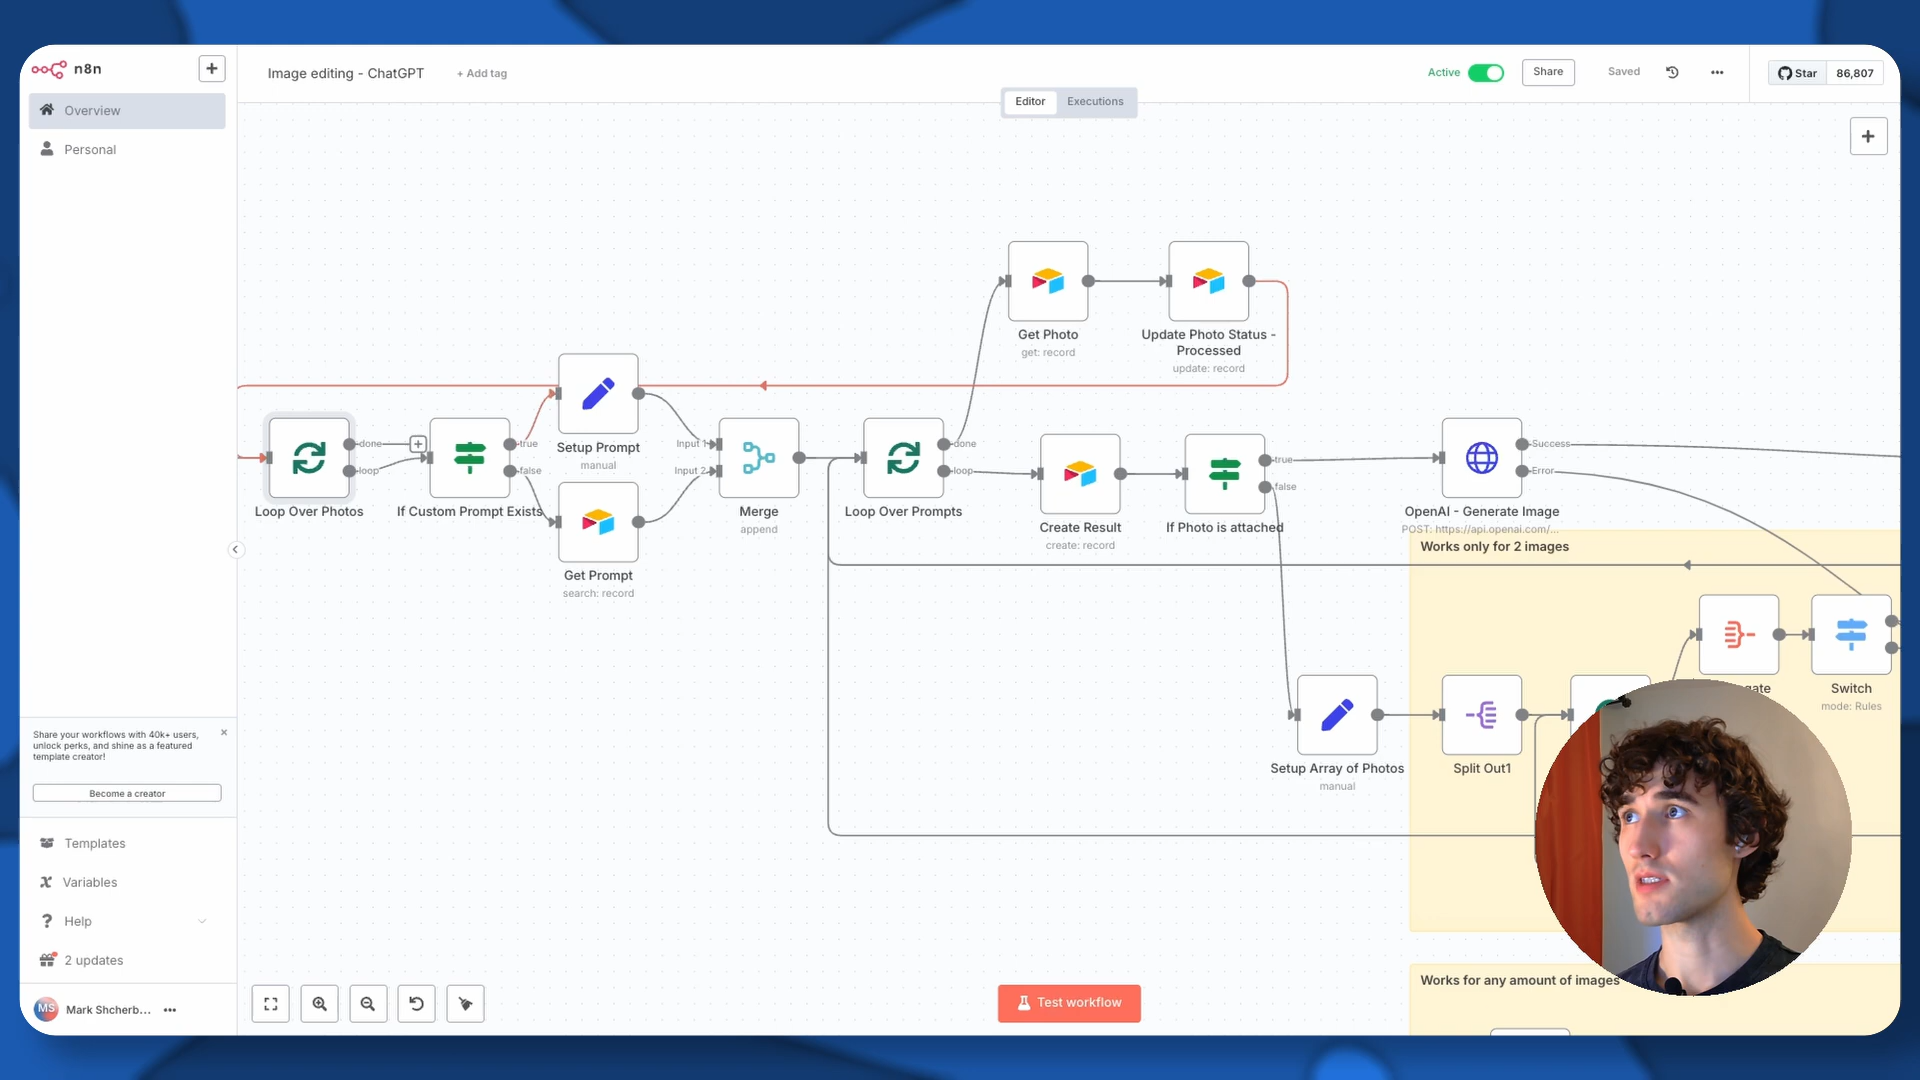 n8n
Overview
Personal
Image editing - ChatGPT
+ Add tag
Active
Share
Saved
Star
86,807
Editor
Executions
Get Photo
get: record
Update Photo Status -
Processed
update: record
Setup Prompt
manual
done
loop
true
false
Input 1
Input 2
done
loop
true
false
Success
Error
Loop Over Photos
If Custom Prompt Exists
Merge
append
Loop Over Prompts
Create Result
create: record
If Photo is attached
OpenAI - Generate Image
POST: https://api.openai.com/...
Works only for 2 images
Get Prompt
search: record
Switch
mode: Rules
Setup Array of Photos
manual
Split Out1
Works for any amount of images
Share your workflows with 40k+ users,
unlock perks, and shine as a featured
template creator!
Become a creator
Templates
Variables
Help
2 updates
MS
Mark Shcherb...
Test workflow